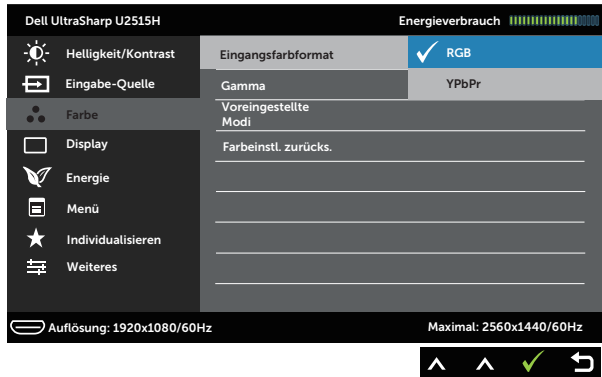 Dell UltraSharp U2515H
Energieverbrauch
Helligkeit/Kontrast
Eingabe-Quelle
Farbe
Display
Energie
Menü
Individualisieren
Weiteres
Eingangsfarbformat
Gamma
Voreingestellte
Modi
Farbeinstl. zurücks.
RGB
YPbPr
Auflösung: 1920x1080/60Hz
Maximal: 2560x1440/60Hz